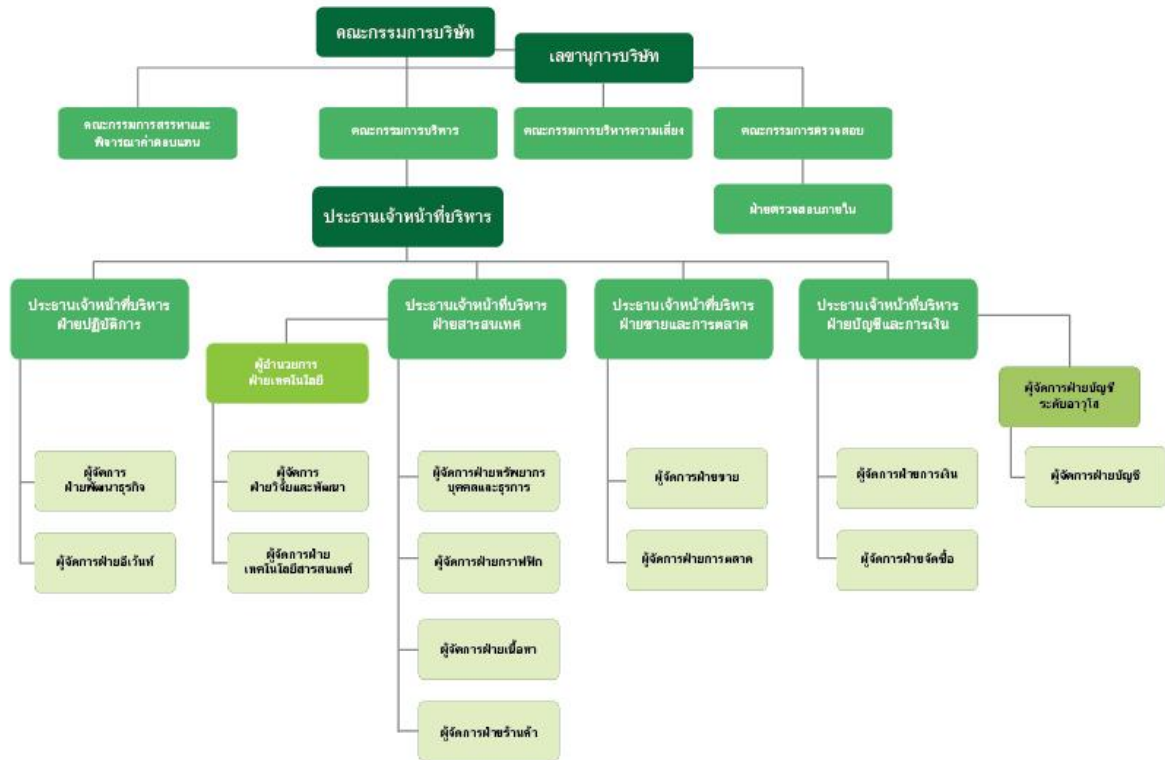 คณะกรรมการบริษัท
เลขานุการบริษัท
คณะกรรมการสรรหาและ
พิจารณาค่าตอบแทน
คณะกรรมการบริหาร
คณะกรรมการบริหารความเสี่ยง
คณะกรรมการตรวจสอบ
ประธานเจ้าหน้าที่บริหาร
ฝ่ายตรวจสอบภายใน
ประธานเจ้าหน้าที่บริหาร
ฝ่ายปฏิบัติการ
ประธานเจ้าหน้าที่บริหาร
ฝ่ายสารสนเทศ
ประธานเจ้าหน้าที่บริหาร
ฝ่ายขายและการตลาด
ประธานเจ้าหน้าที่บริหาร
ฝ่ายบัญชีและการเงิน
ผู้อำนวยการ
ฝ่ายเทคโนโลยี
ผู้จัดการฝ่ายบัญชี
ระดับอาวุโส
ผู้จัดการ
ฝ่ายพัฒนาธุรกิจ
ผู้จัดการ
ฝ่ายวิจัยและพัฒนา
ผู้จัดการฝ่ายทรัพยากร
บุคคลและธุรการ
ผู้จัดการฝ่ายขาย
ผู้จัดการฝ่ายการเงิน
ผู้จัดการฝ่ายบัญชี
ผู้จัดการฝ่ายอีเว้นท์
ผู้จัดการฝ่าย
เทคโนโลยีสารสนเทศ
ผู้จัดการฝ่ายกราฟฟิก
ผู้จัดการฝ่ายการตลาด
ผู้จัดการฝ่ายจัดซื้อ
ผู้จัดการฝ่ายเนื้อหา
ผู้จัดการฝ่ายร้านค้า